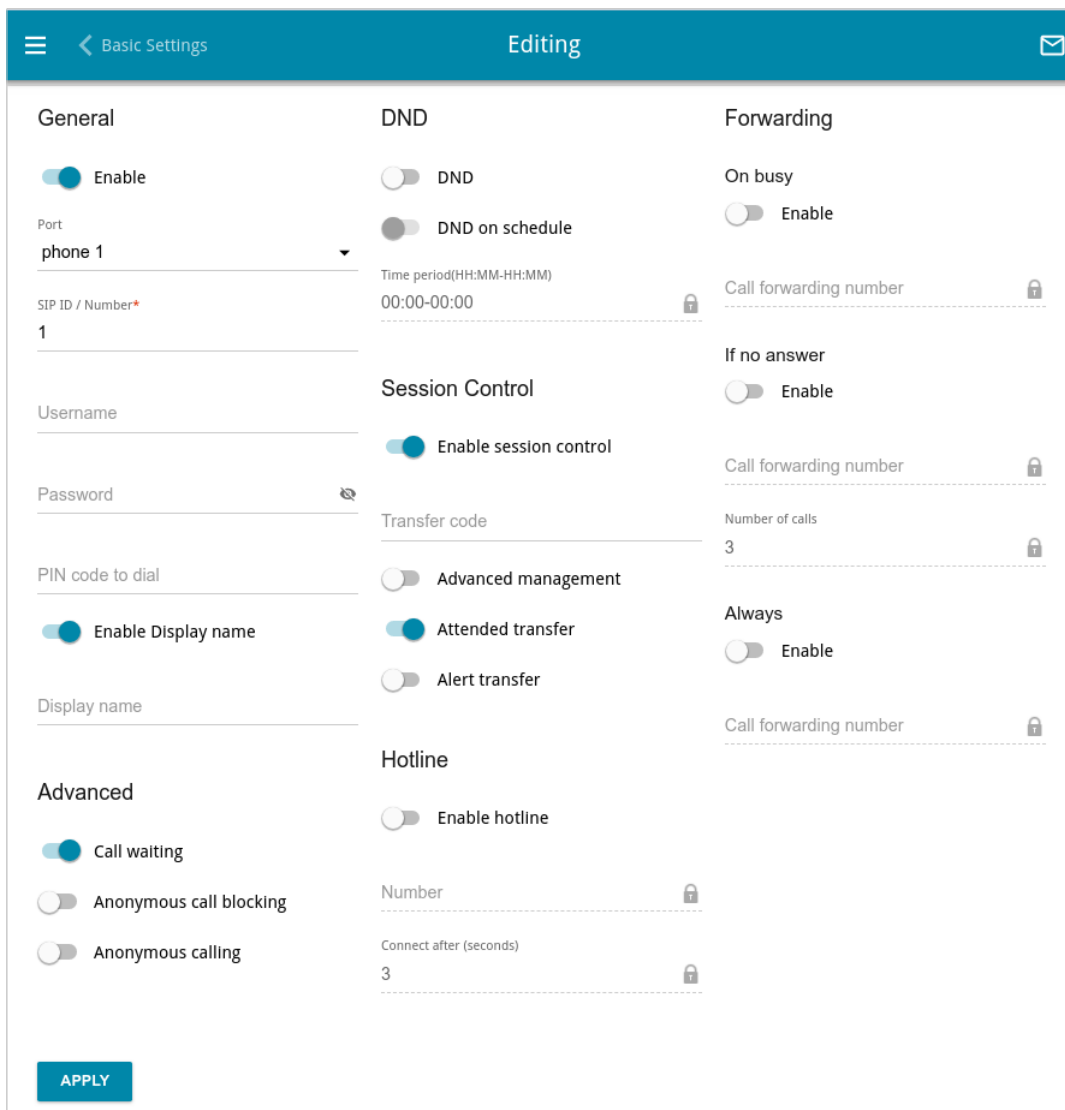 Basic Settings
Editing
General
Enable
Port
phone 1
SIP ID / Number*
1
Username
Password
PIN code to dial
Enable Display name
Display name
Advanced
Call waiting
Anonymous call blocking
Anonymous calling
APPLY
DND
DND
DND on schedule
Time period(HH:MM-HH:MM)
00:00-00:00
Session Control
Enable session control
Transfer code
Advanced management
Attended transfer
Alert transfer
Hotline
Enable hotline
Number
Connect after (seconds)
3
Forwarding
On busy
Enable
Call forwarding number
If no answer
Enable
Call forwarding number
Number of calls
3
Always
Enable
Call forwarding number